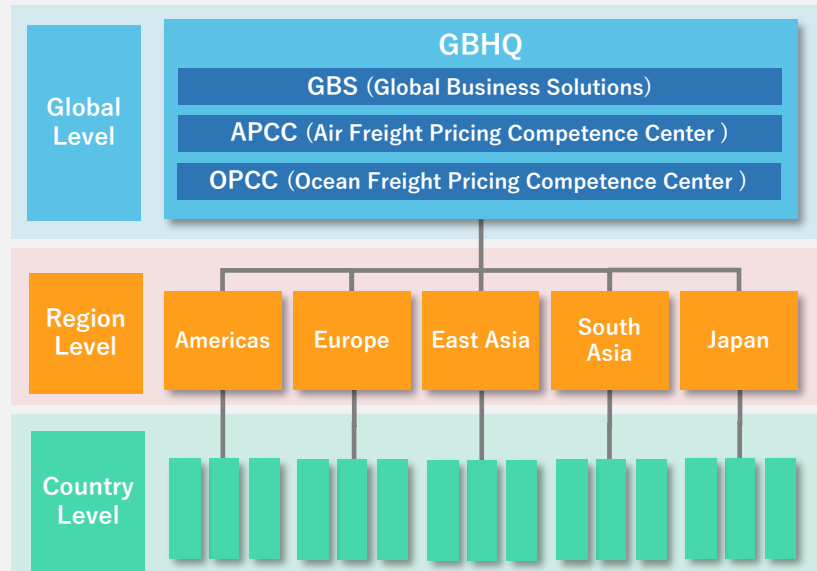 Global
Level
GBHQ
GBS (Global Business Solutions)
APCC (Air Freight Pricing Competence Center )
OPCC (Ocean Freight Pricing Competence Center )
Region
Level
Americas
Europe
East Asia
South
Asia
Japan
Country
Level